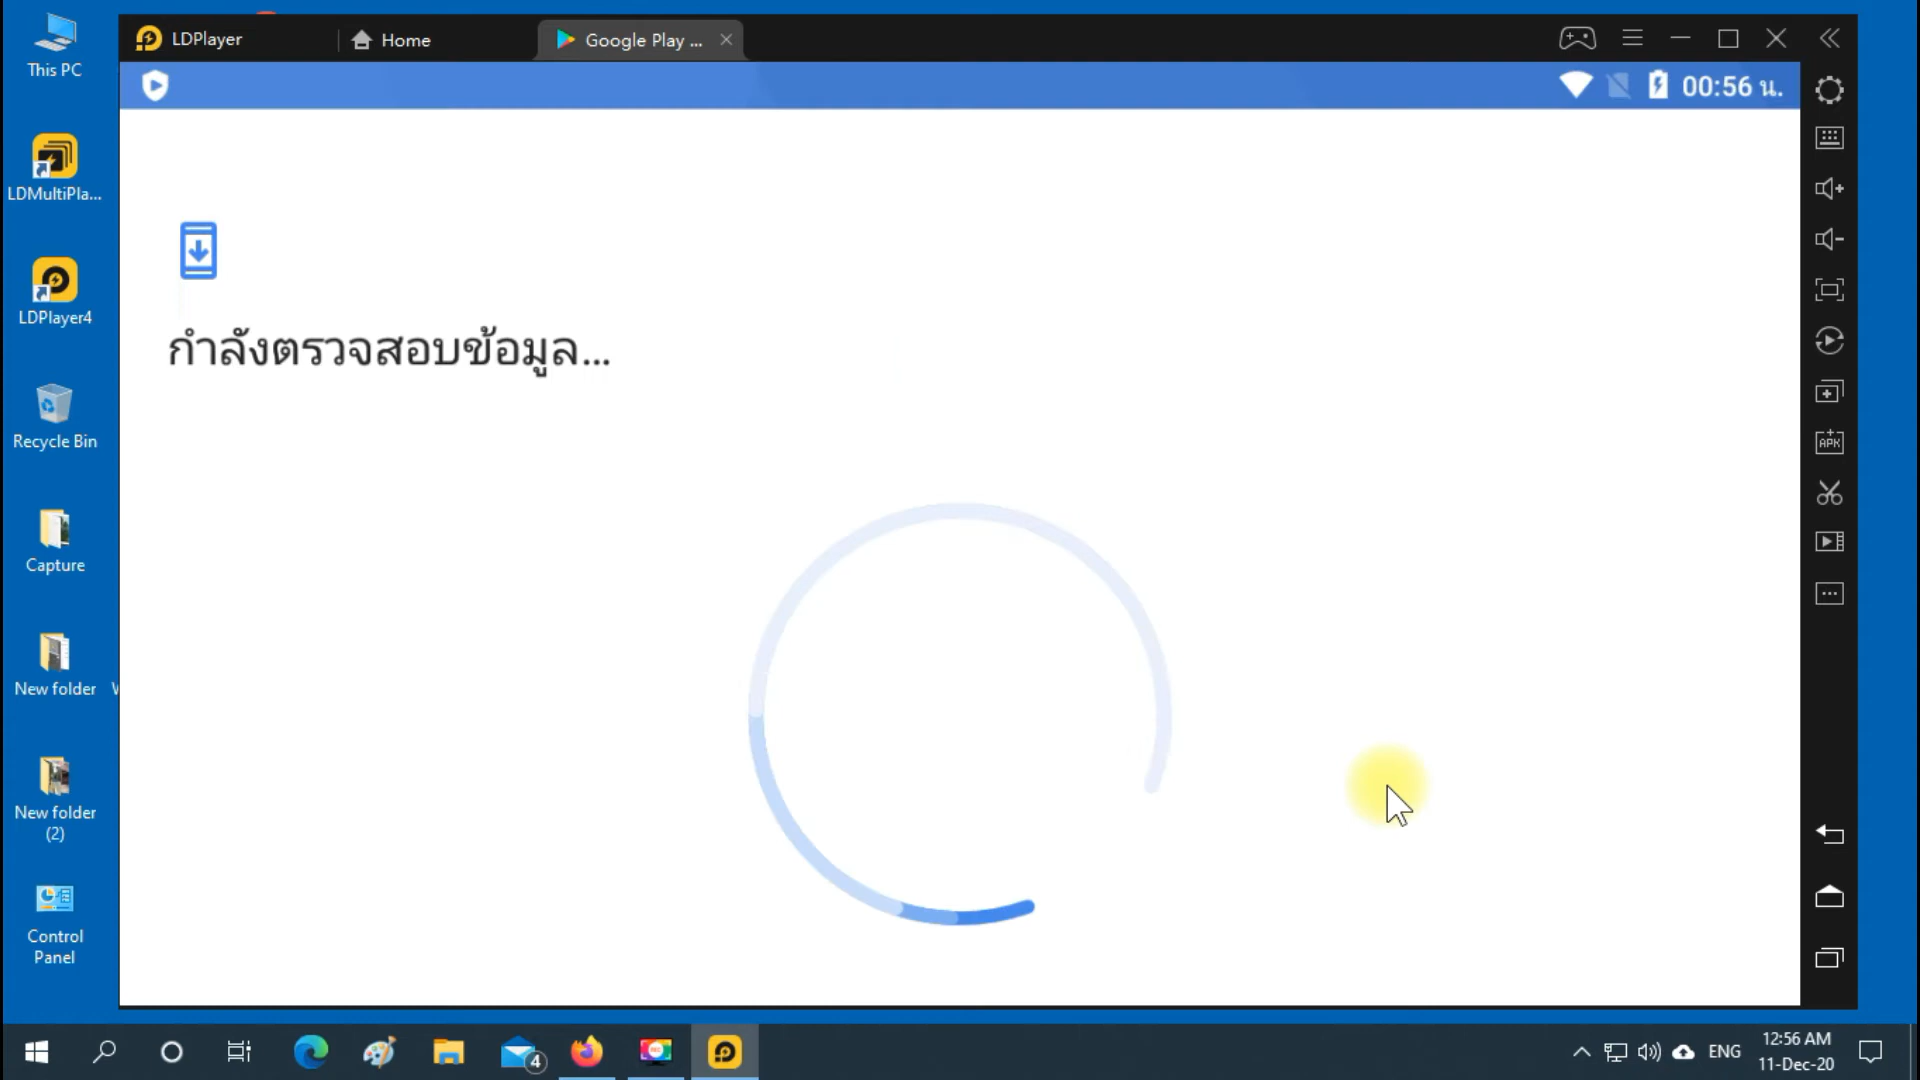 This PC
LDMultiPla...
LDPlayer4
Recycle Bin
Capture
New folder
New folder
(2)
Control
Panel
LDPlayer
Home
Google Play ...
00:56 น.
กำลังตรวจสอบข้อมูล...
APK
4
ENG
12:56 AM
11-Dec-20